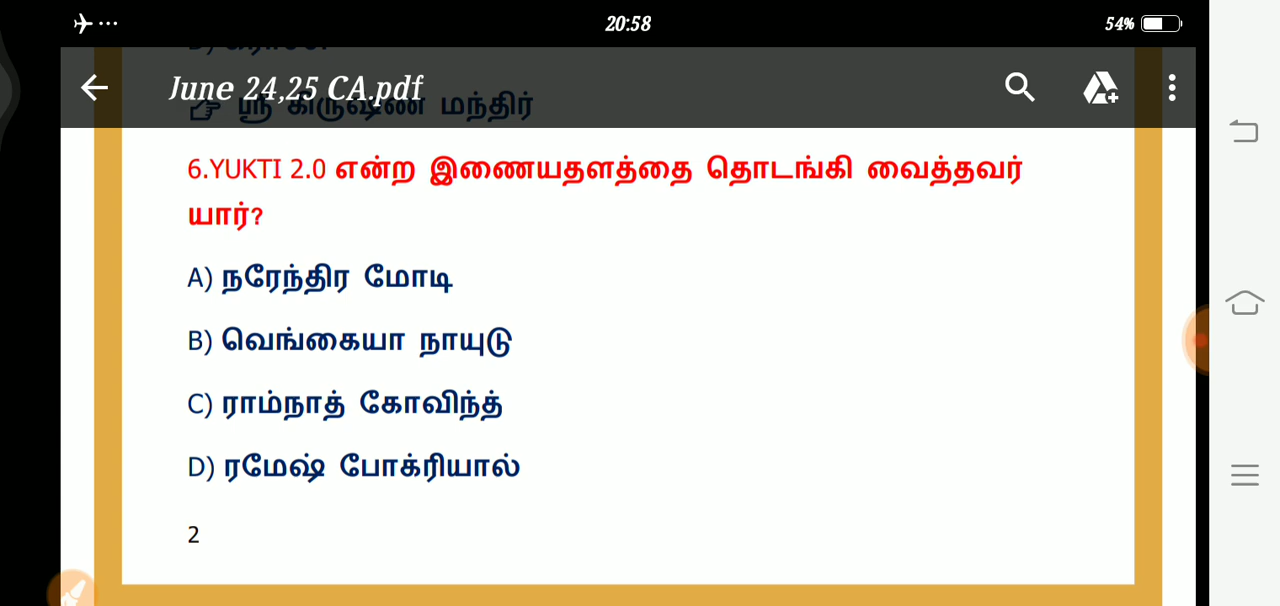 20:58
54%
June 24,25 CA.pdf
ஸ்ரீ கிருஷ்ண மந்திர்
6.YUKTI 2.0 என்ற இணையதளத்தை தொடங்கி வைத்தவர்
யார்?
A) நரேந்திர மோடி
B) வெங்கையா நாயுடு
C) ராம்நாத் கோவிந்த்
D) ரமேஷ் போக்ரியால்
2